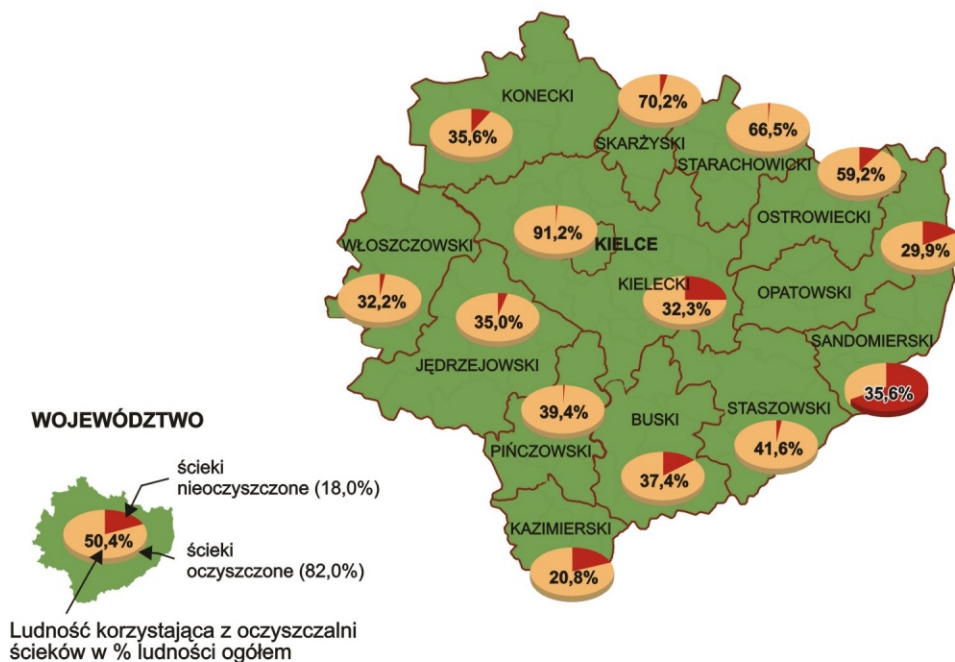 KONECKI
35,6%
70,2%
SKARŻYSKI
66,5%
STARACHOWICKI
59,2%
OSTROWIECKI
29,9%
WŁOSZCZOWSKI
32,2%
91,2%
KIELCE
KIELECKI
32,3%
OPATOWSKI
35,0%
JĘDRZEJOWSKI
SANDOMIERSKI
35,6%
39,4%
PIŃCZOWSKI
BUSKI
37,4%
STASZOWSKI
41,6%
KAZIMIERSKI
20,8%
WOJEWÓDZTWO
ścieki
nieoczyszczone (18,0%)
50,4%
ścieki
oczyszczone (82,0%)
Ludność korzystająca z oczyszczalni
ścieków w % ludności ogółem